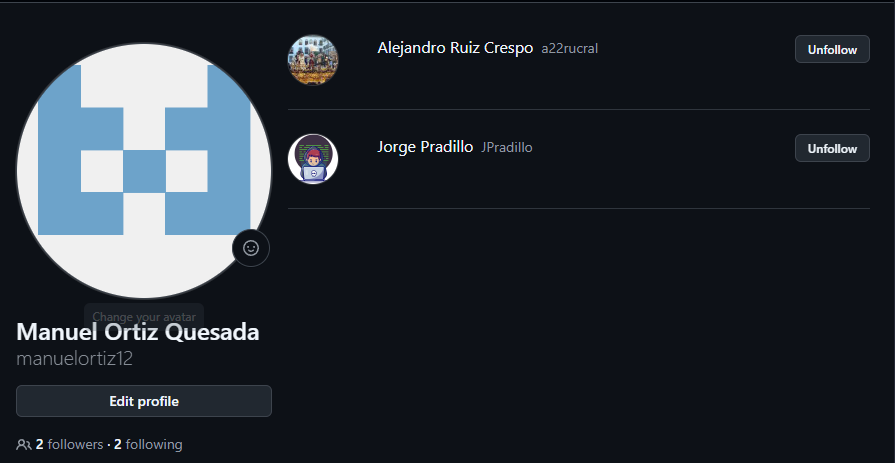 Alejandro Ruiz Crespo a22rucral
Unfollow
Jorge Pradillo JPradillo
Unfollow
Change your avatar
Manuel Ortiz Quesada
manuelortiz12
Edit profile
2 followers · 2 following